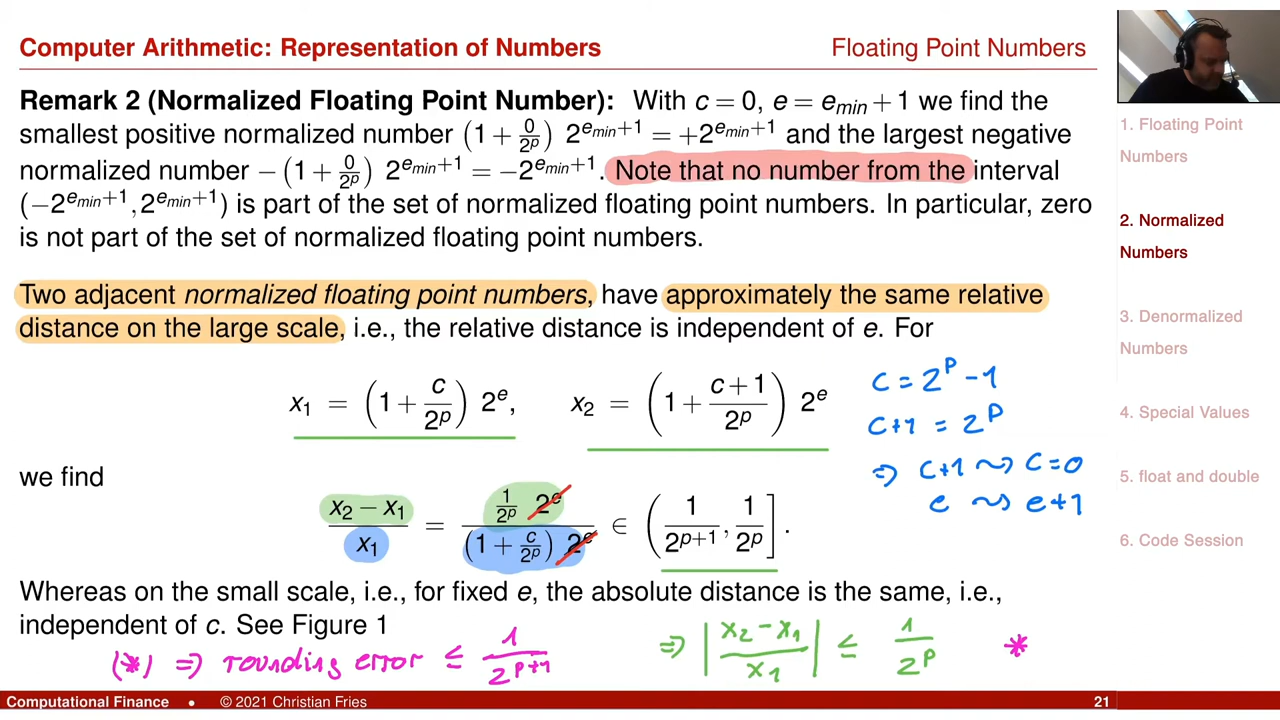 Computer Arithmetic: Representation of Numbers
Floating Point Numbers
Remark 2 (Normalized Floating Point Number): With c = 0, e = e_min + 1 we find the
smallest positive normalized number (1 + 0/2^p) 2^{e_min+1} = +2^{e_min+1} and the largest negative
normalized number −(1 + 0/2^p) 2^{e_min+1} = −2^{e_min+1}. Note that no number from the interval
(−2^{e_min+1}, 2^{e_min+1}) is part of the set of normalized floating point numbers. In particular, zero
is not part of the set of normalized floating point numbers.
Two adjacent normalized floating point numbers, have approximately the same relative
distance on the large scale, i.e., the relative distance is independent of e. For
x_1 = (1 + c/2^p) 2^e, x_2 = (1 + (c+1)/2^p) 2^e
c = 2^p - 1
c+1 = 2^p
⇒ c+1 ⇝ c=0
e ⇝ e+1
we find
(x_2 − x_1)/x_1 = (1/2^p 2^e)/((1 + c/2^p) 2^e) ∈ (1/2^{p+1}, 1/2^p].
Whereas on the small scale, i.e., for fixed e, the absolute distance is the same, i.e.,
independent of c. See Figure 1
(*) ⇒ rounding error ≤ 1/2^{p+1}
⇒ |(x_2 − x_1)/x_1| ≤ 1/2^p *
1. Floating Point
Numbers
2. Normalized
Numbers
3. Denormalized
Numbers
4. Special Values
5. float and double
6. Code Session
Computational Finance • © 2021 Christian Fries
21